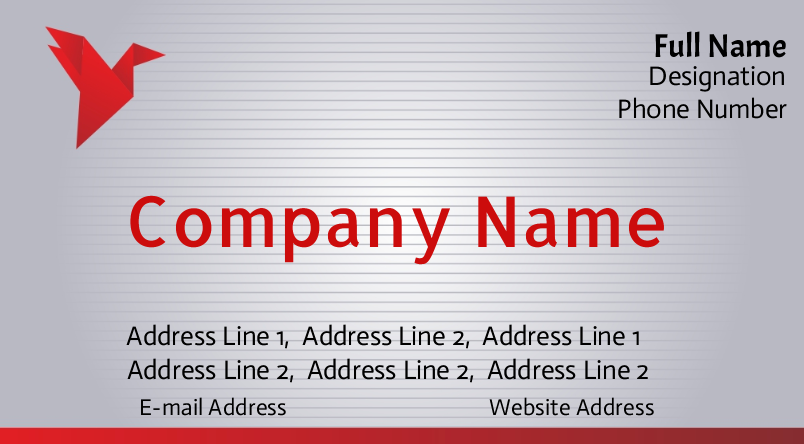 Full Name
Designation
Phone Number
Company Name
Address Line 1, Address Line 2, Address Line 1
Address Line 2, Address Line 2, Address Line 2
E-mail Address Website Address